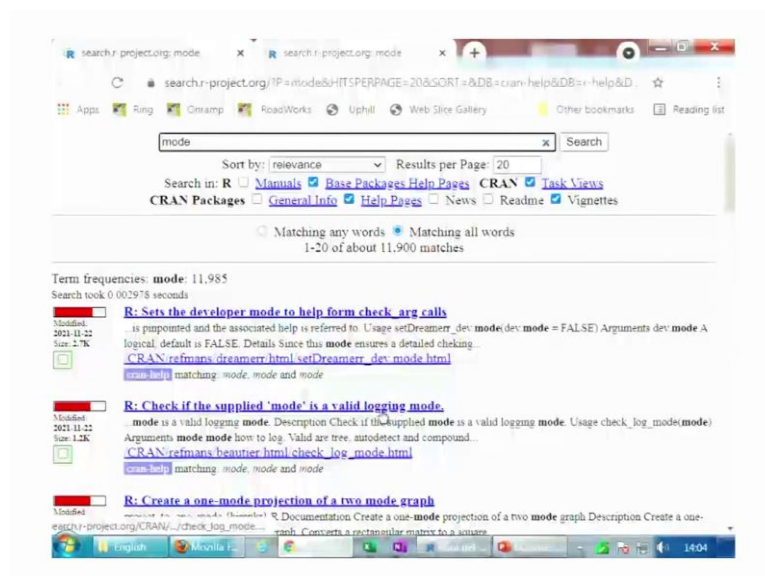 search.r-project.org: mode
search.r-project.org: mode
search.r-project.org/?P=mode&HITSPERPAGE=20&SORT=&DB=cran-help&DB=r-help&D..
Apps Ring Onramp RoadWorks Uphill Web Slice Gallery Other bookmarks Reading list
mode Search
Sort by: relevance Results per Page: 20
Search in: R Manuals Base Packages Help Pages CRAN Task Views
CRAN Packages General Info Help Pages News Readme Vignettes
Matching any words Matching all words
1-20 of about 11,900 matches
Term frequencies: mode: 11,985
Search took 0.002978 seconds
R: Sets the developer mode to help form check_arg calls
Modified:
2021-11-22
Size: 2.7K
...is pinpointed and the associated help is referred to. Usage setDreamerr_dev.mode(dev.mode = FALSE) Arguments dev.mode A
logical, default is FALSE. Details Since this mode ensures a detailed cheking...
CRAN/refmans/dreamerr/html/setDreamerr_dev.mode.html
cran-help matching: mode, mode and mode
R: Check if the supplied 'mode' is a valid logging mode.
Modified:
2021-11-22
Size: 1.2K
...mode is a valid logging mode. Description Check if the supplied mode is a valid logging mode. Usage check_log_mode(mode)
Arguments mode mode how to log. Valid are tree, autodetect and compound...
CRAN/refmans/beautier/html/check_log_mode.html
cran-help matching: mode, mode and mode
R: Create a one-mode projection of a two mode graph
Modified
R Documentation Create a one-mode projection of a two mode graph Description Create a one-
earch.r-project.org/CRAN/.../check_log_mode....
graph. Converts a rectangular matrix to a square
English Mozilla F... 14:04